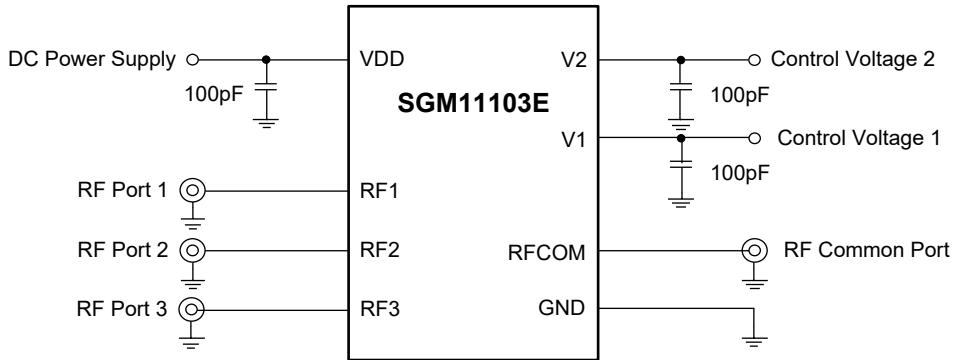 DC Power Supply
100pF
VDD
V2
Control Voltage 2
100pF
SGM11103E
V1
Control Voltage 1
100pF
RF Port 1
RF1
RF Port 2
RF2
RFCOM
RF Common Port
RF Port 3
RF3
GND